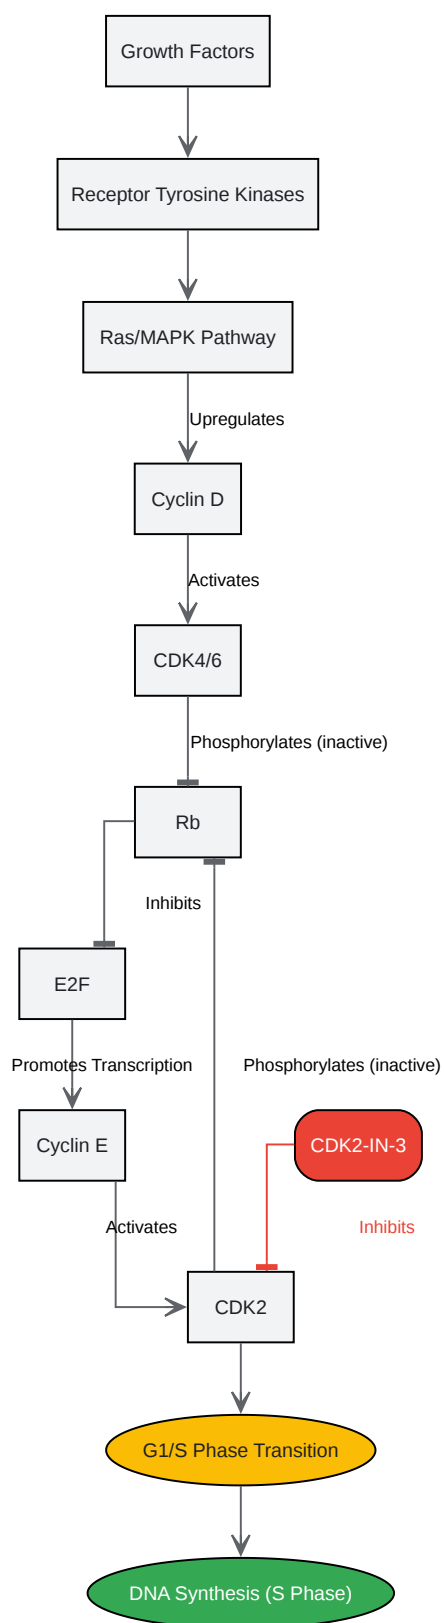 Growth Factors
Receptor Tyrosine Kinases
Ras/MAPK Pathway
Upregulates
Cyclin D
Activates
CDK4/6
Phosphorylates (inactive)
Rb
Inhibits
E2F
Promotes Transcription
Phosphorylates (inactive)
Cyclin E
CDK2-IN-3
Activates
Inhibits
CDK2
G1/S Phase Transition
DNA Synthesis (S Phase)